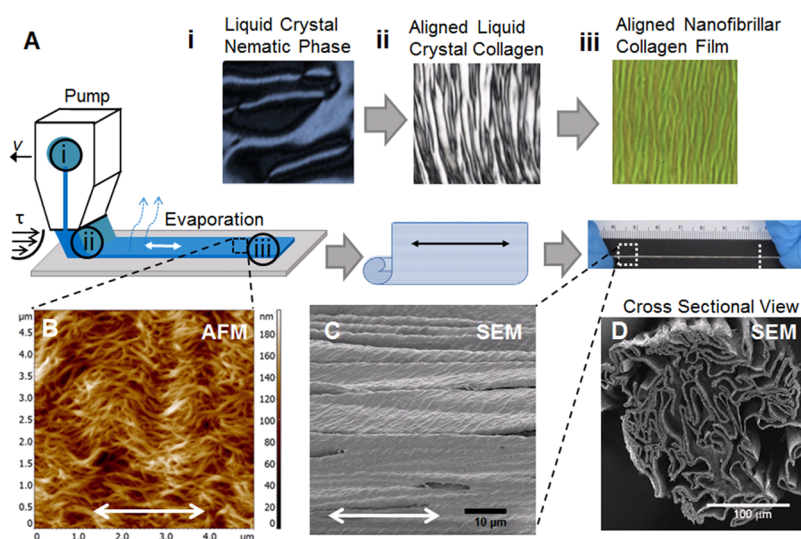 A
i
Liquid Crystal
Nematic Phase
ii
Aligned Liquid
Crystal Collagen
iii
Aligned Nanofibrillar
Collagen Film
Pump
v
i
τ
ii
Evaporation
iii
B
AFM
µm
4.5
4.0
3.5
3.0
2.5
2.0
1.5
1.0
0.5
0
0
1.0
2.0
3.0
4.0
µm
nm
180
160
140
120
100
80
60
40
20
0
C
SEM
10 µm
Cross Sectional View
D
SEM
100 µm